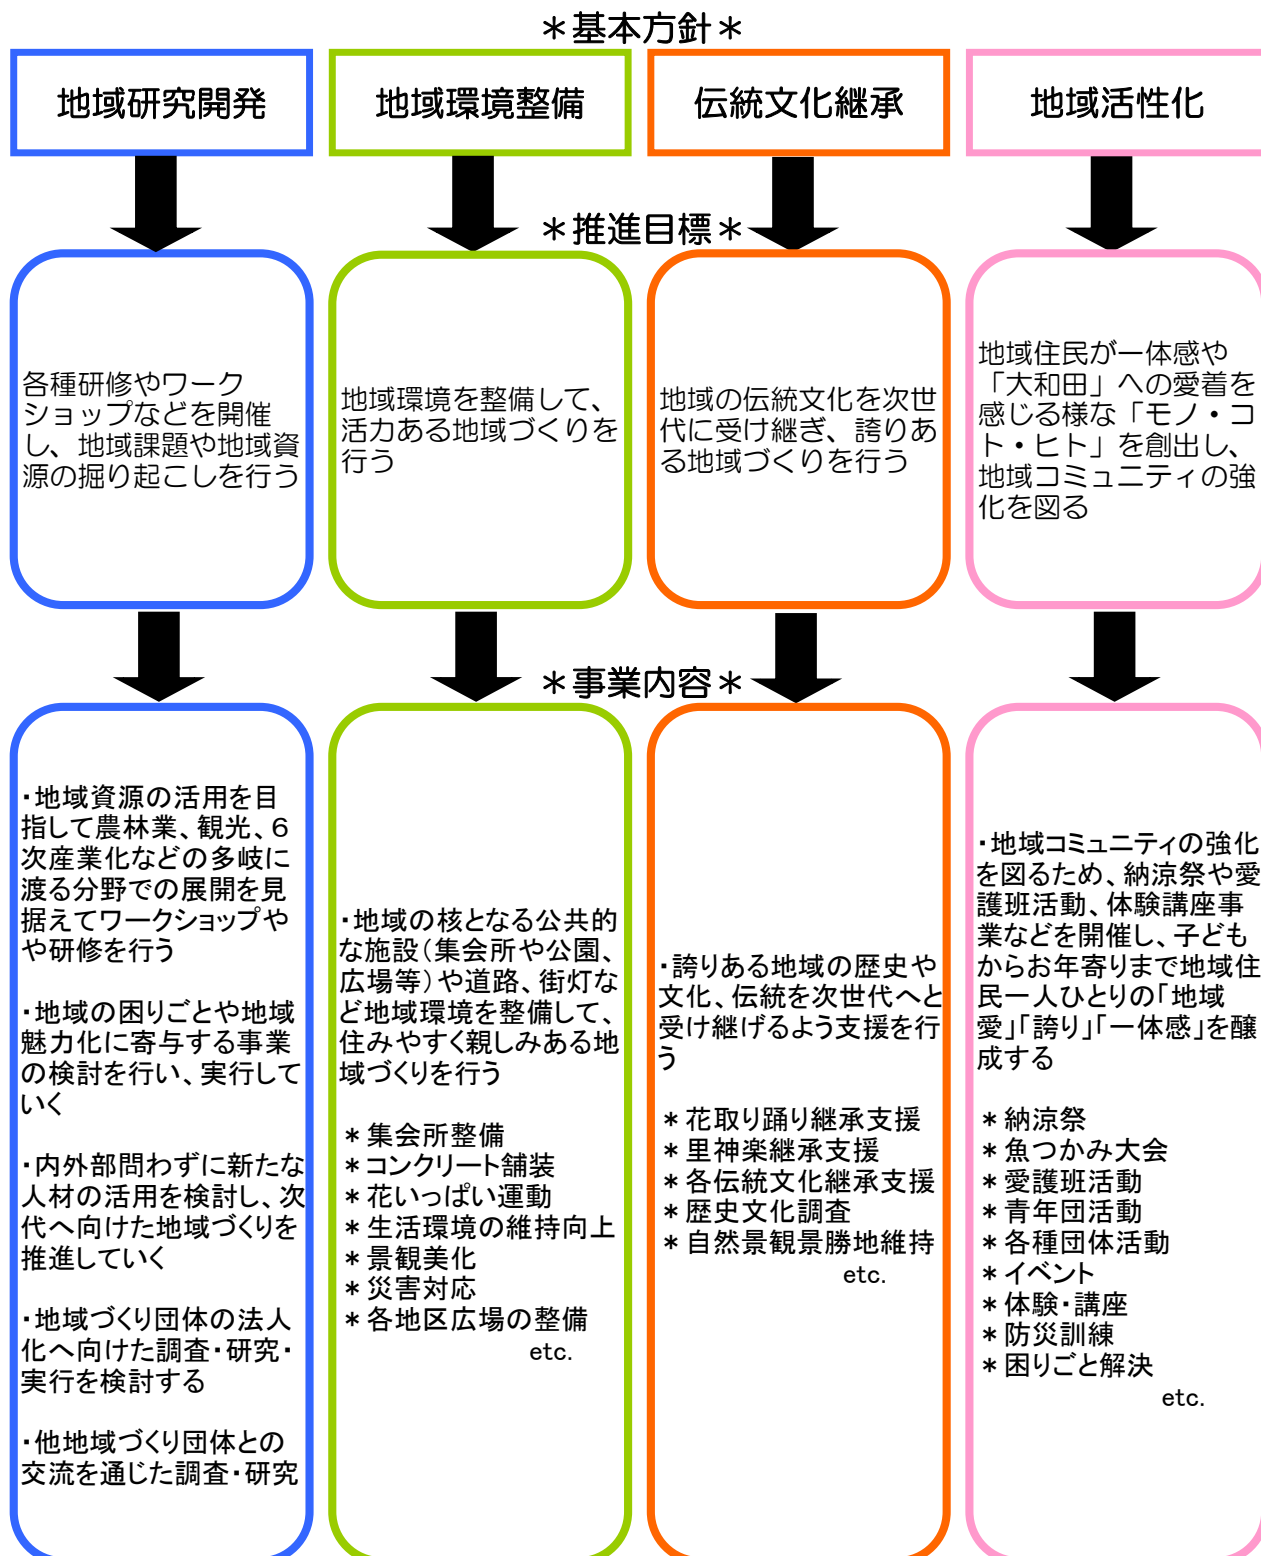 ＊基本方針＊
地域研究開発
地域環境整備
伝統文化継承
地域活性化
＊推進目標＊
各種研修やワーク
ショップなどを開催
し、地域課題や地域資
源の掘り起こしを行う
地域環境を整備して、
活力ある地域づくりを
行う
地域の伝統文化を次世
代に受け継ぎ、誇りあ
る地域づくりを行う
地域住民が一体感や
「大和田」への愛着を
感じる様な「モノ・コ
ト・ヒト」を創出し、
地域コミュニティの強
化を図る
＊事業内容＊
・地域資源の活用を目
指して農林業、観光、６
次産業化などの多岐に
渡る分野での展開を見
据えてワークショップや
や研修を行う
・地域の困りごとや地域
魅力化に寄与する事業
の検討を行い、実行して
いく
・内外部問わずに新たな
人材の活用を検討し、次
代へ向けた地域づくりを
推進していく
・地域づくり団体の法人
化へ向けた調査・研究・
実行を検討する
・他地域づくり団体との
交流を通じた調査・研究
・地域の核となる公共的
な施設（集会所や公園、
広場等）や道路、街灯な
ど地域環境を整備して、
住みやすく親しみある地
域づくりを行う
＊集会所整備
＊コンクリート舗装
＊花いっぱい運動
＊生活環境の維持向上
＊景観美化
＊災害対応
＊各地区広場の整備
etc.
・誇りある地域の歴史や
文化、伝統を次世代へと
受け継げるよう支援を行
う
＊花取り踊り継承支援
＊里神楽継承支援
＊各伝統文化継承支援
＊歴史文化調査
＊自然景観景勝地維持
etc.
・地域コミュニティの強化
を図るため、納涼祭や愛
護班活動、体験講座事
業などを開催し、子ども
からお年寄りまで地域住
民一人ひとりの「地域
愛」「誇り」「一体感」を醸
成する
＊納涼祭
＊魚つかみ大会
＊愛護班活動
＊青年団活動
＊各種団体活動
＊イベント
＊体験・講座
＊防災訓練
＊困りごと解決
etc.